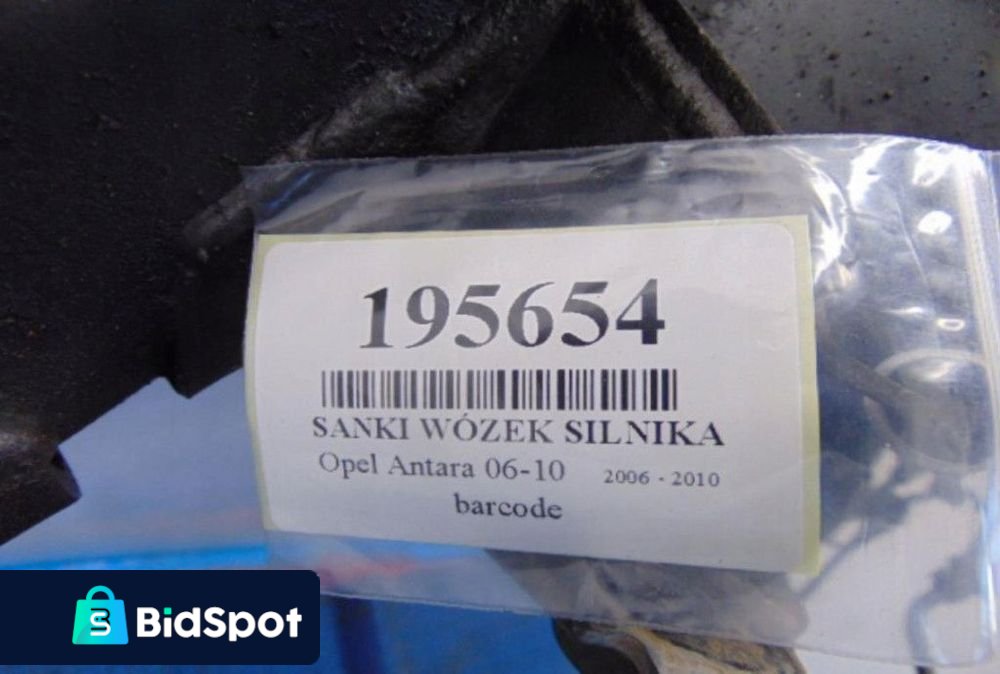 195654
SANKI WÓZEK SILNIKA
Opel Antara 06-10 2006 - 2010
barcode
BidSpot